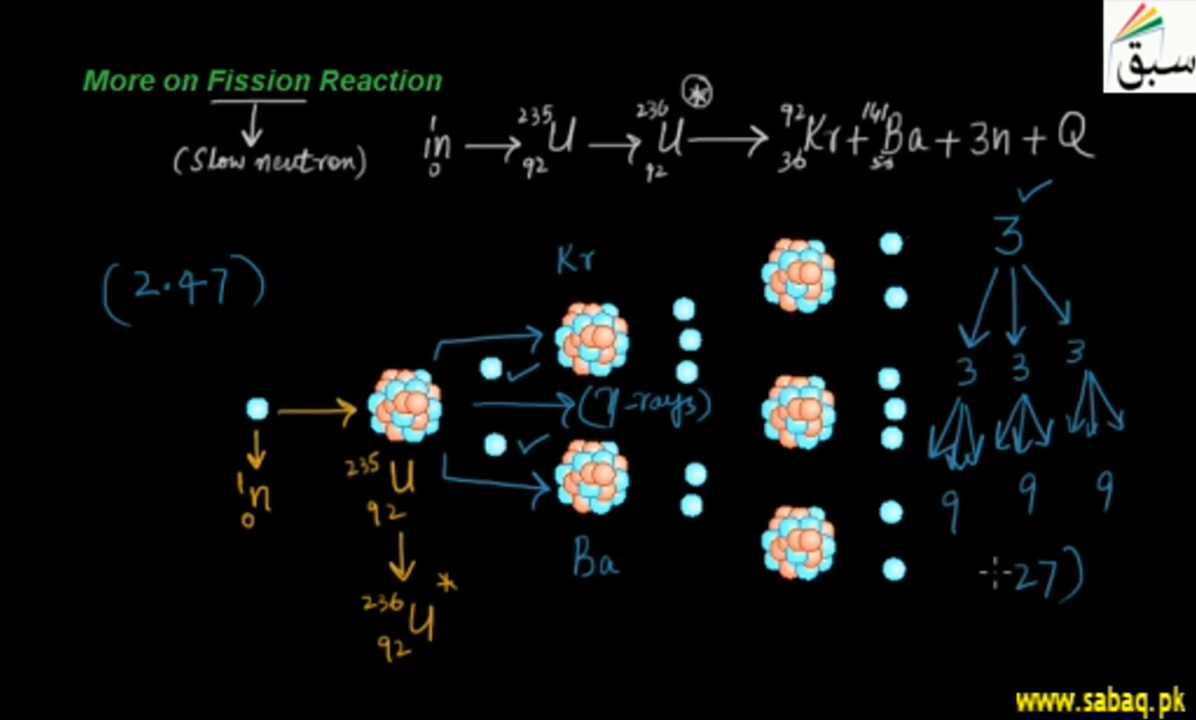 سبق
More on Fission Reaction
(Slow neutron)
¹₀n → ²³⁵₉₂U → ²³⁶₉₂U* → ⁹²₃₆Kr + ¹⁴¹₅₆Ba + 3n + Q
3 ✓
Kr
(2.47)
3 3 3
✓
(γ-rays)
✓
¹₀n
²³⁵₉₂U
9 9 9
Ba
27)
²³⁶₉₂U*
www.sabaq.pk